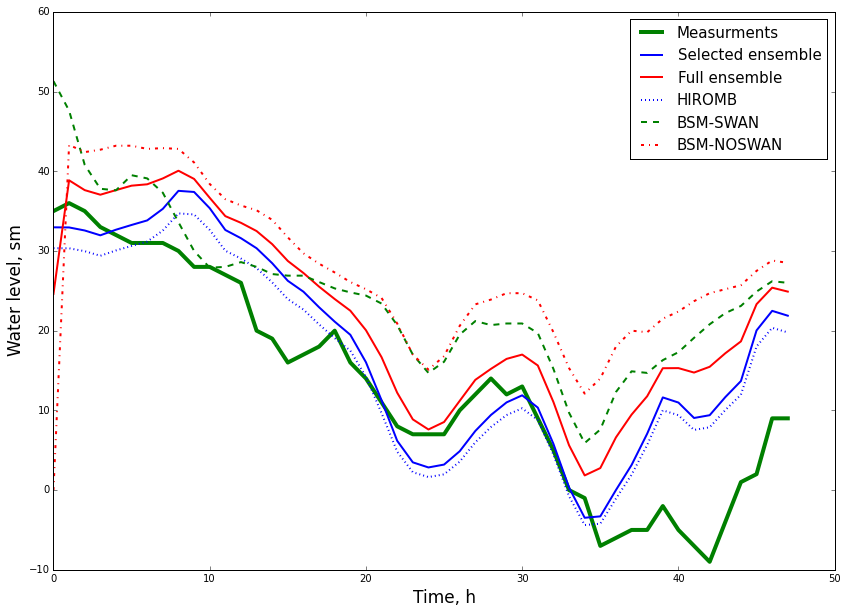 60
50
40
30
20
10
0
−10
0
10
20
30
40
50
Water level, sm
Time, h
Measurments
Selected ensemble
Full ensemble
HIROMB
BSM-SWAN
BSM-NOSWAN